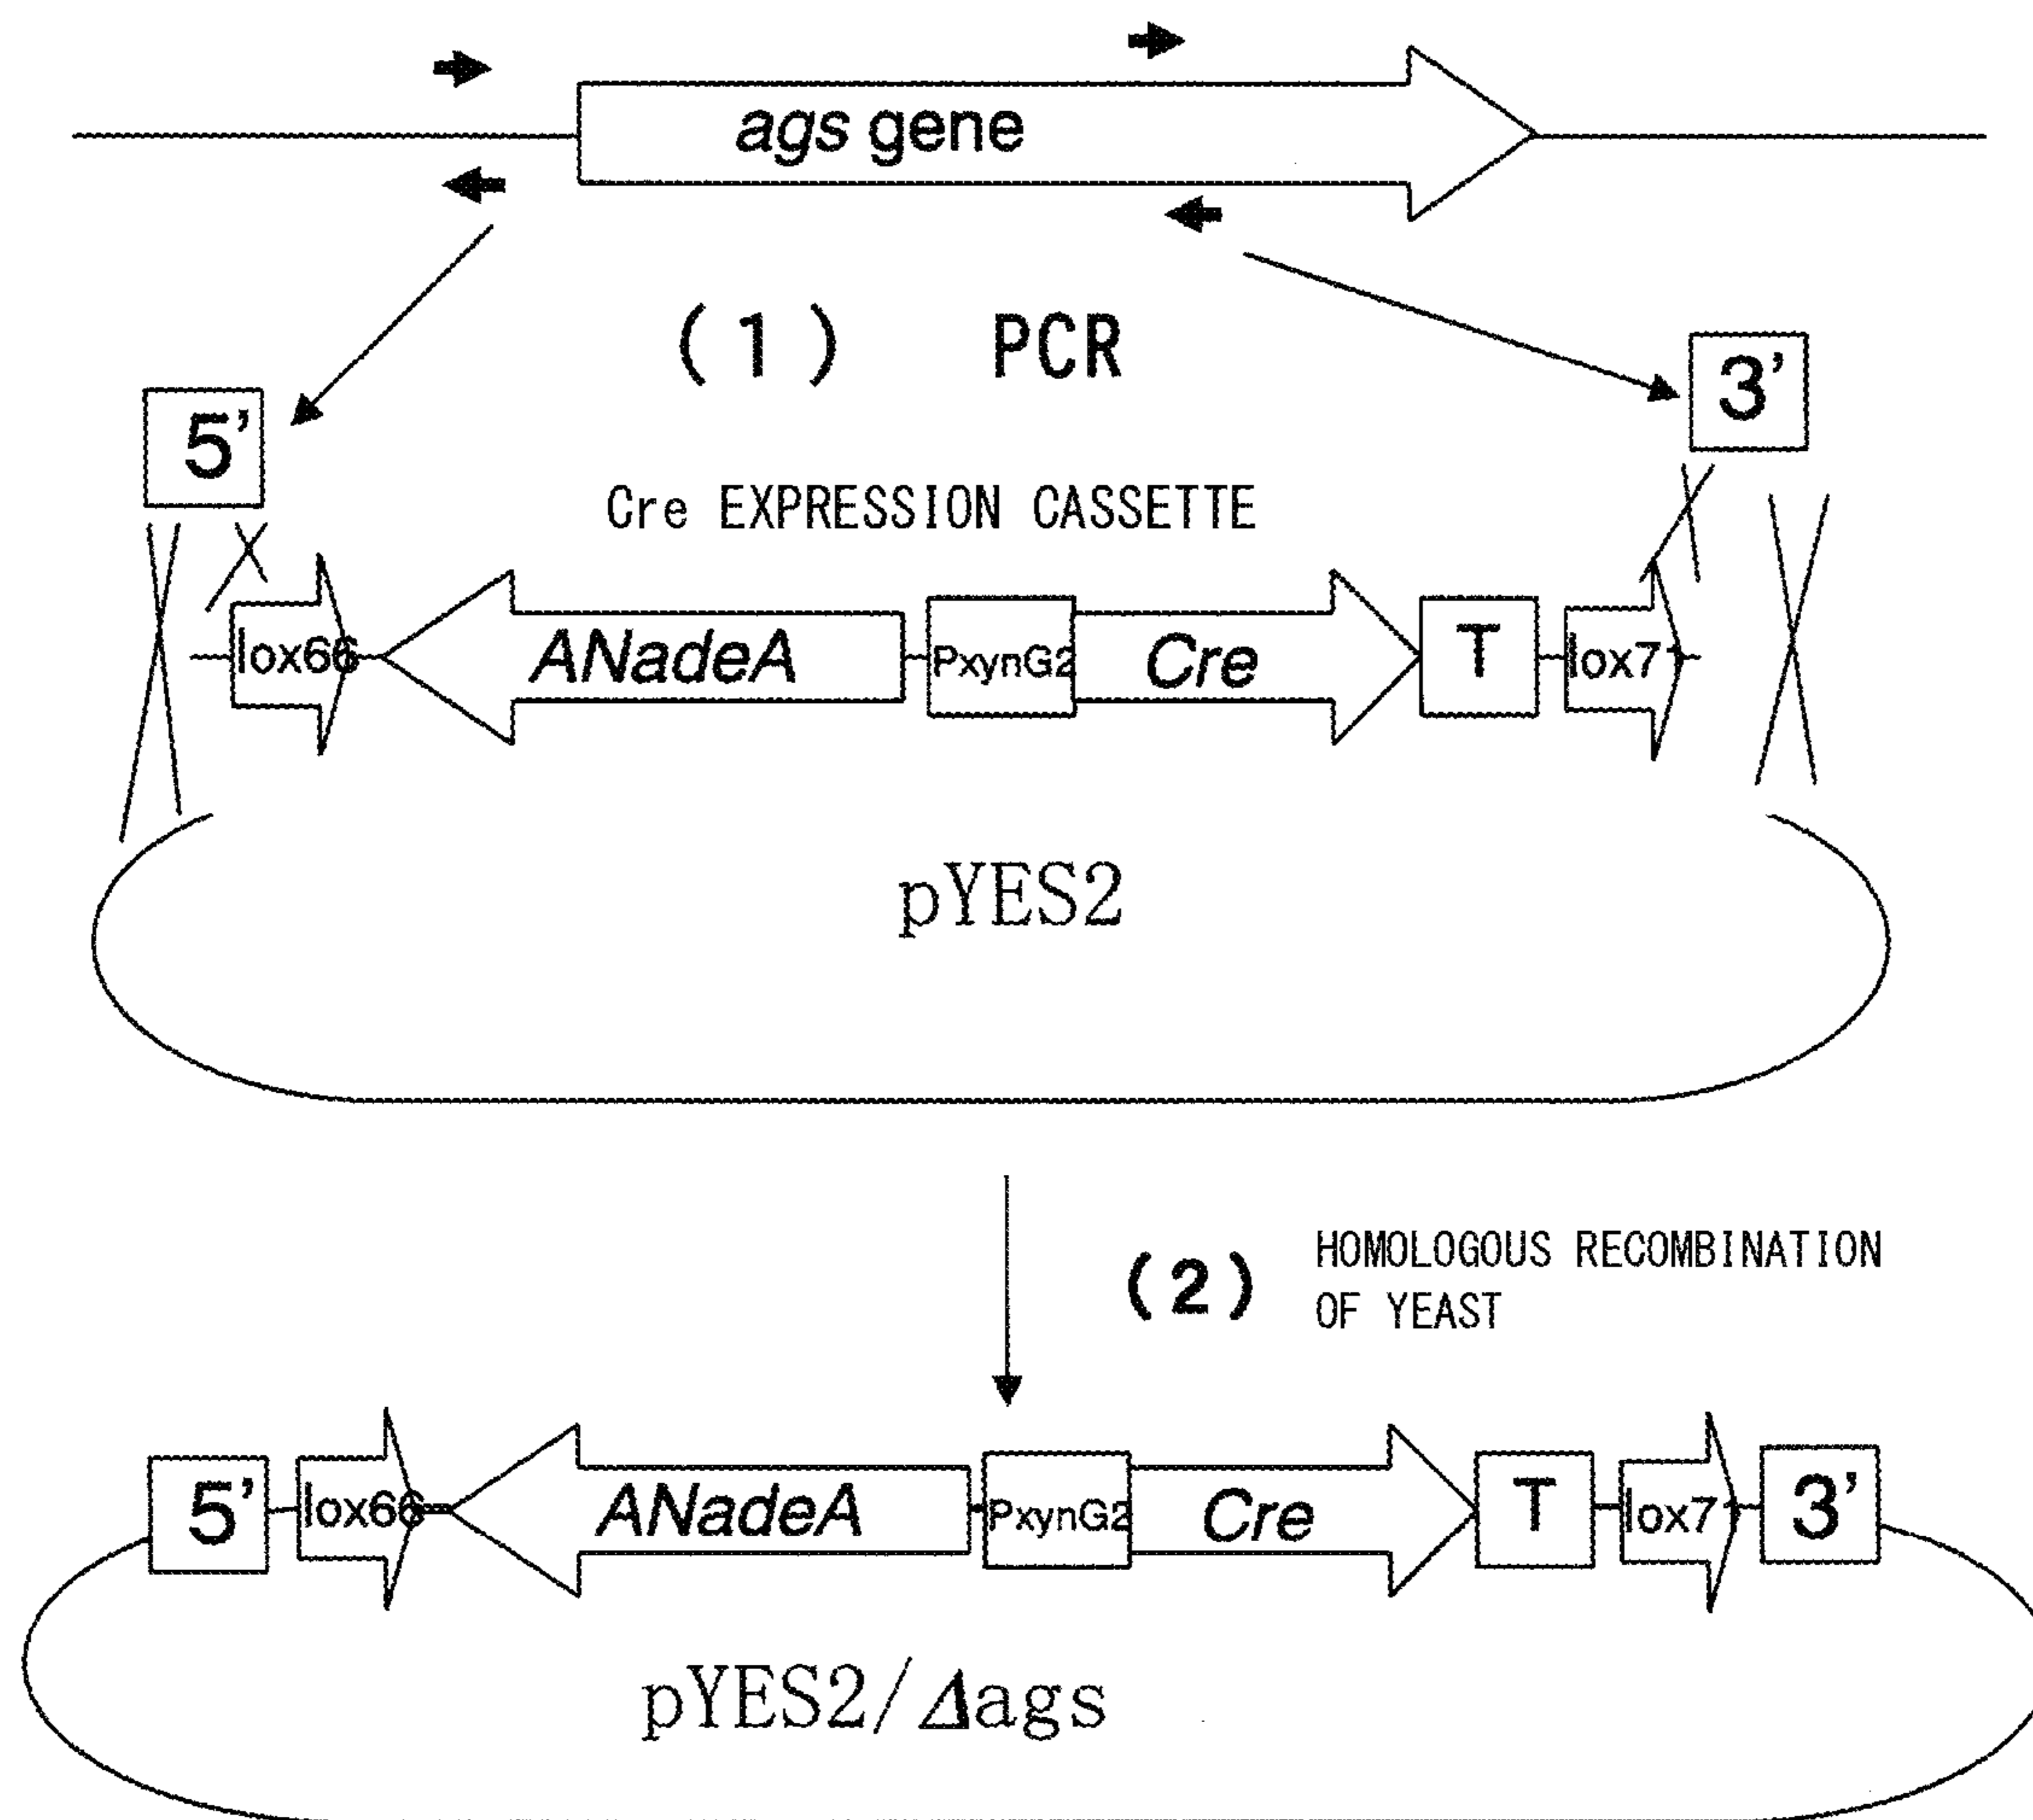 ags gene
(1) PCR
5'
3'
Cre EXPRESSION CASSETTE
lox66 ANadeA PxynG2 Cre T lox71
pYES2
(2) HOMOLOGOUS RECOMBINATION
OF YEAST
5' lox66 ANadeA PxynG2 Cre T lox71 3'
pYES2/Δags